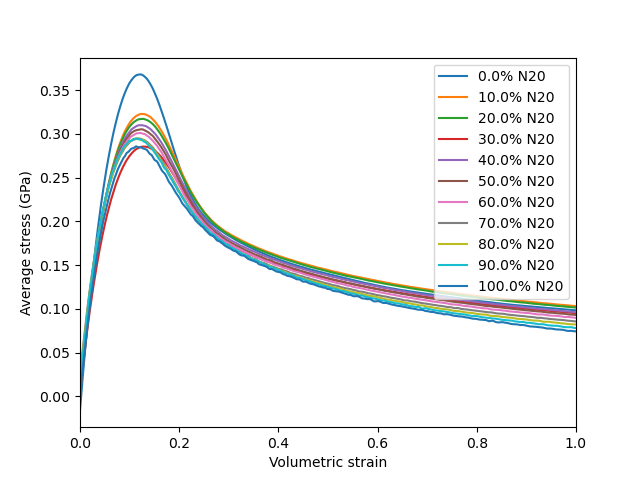 0.35
0.30
0.25
0.20
0.15
0.10
0.05
0.00
Average stress (GPa)
0.0% N20
10.0% N20
20.0% N20
30.0% N20
40.0% N20
50.0% N20
60.0% N20
70.0% N20
80.0% N20
90.0% N20
100.0% N20
0.0 0.2 0.4 0.6 0.8 1.0
Volumetric strain